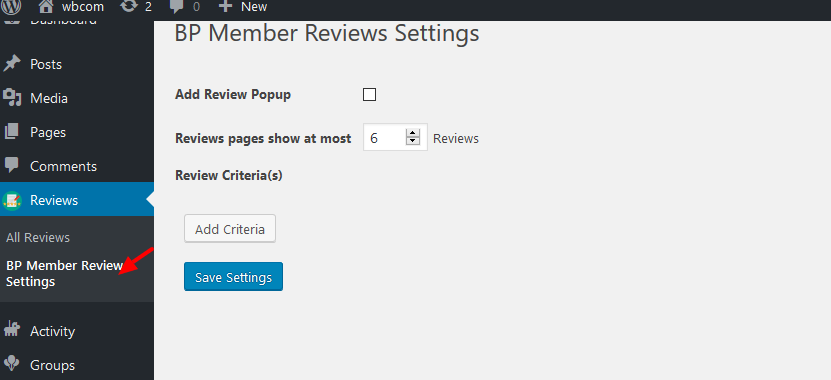 wbcom 2 0 New
Dashboard
BP Member Reviews Settings
Posts
Add Review Popup
Media
Pages
Reviews pages show at most 6 Reviews
Comments
Review Criteria(s)
Reviews
All Reviews
Add Criteria
BP Member Review
Settings
Save Settings
Activity
Groups